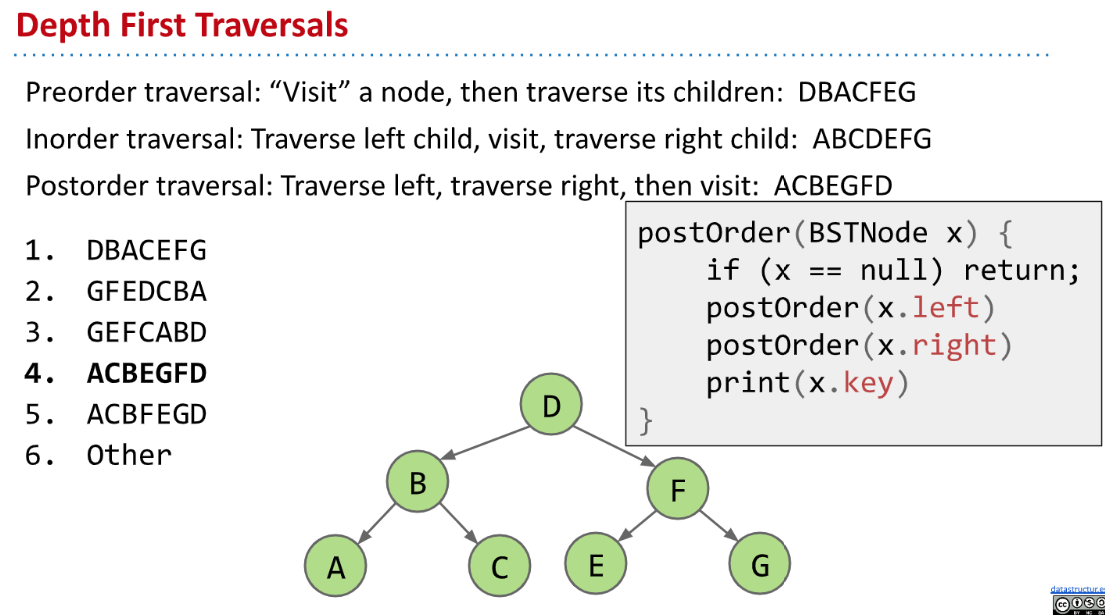 Depth First Traversals
Preorder traversal: “Visit” a node, then traverse its children: DBACFEG
Inorder traversal: Traverse left child, visit, traverse right child: ABCDEFG
Postorder traversal: Traverse left, traverse right, then visit: ACBEGFD
1. DBACEFG
2. GFEDCBA
3. GEFCABD
4. ACBEGFD
5. ACBFEGD
6. Other
postOrder(BSTNode x) {
if (x == null) return;
postOrder(x.left)
postOrder(x.right)
print(x.key)
}
D
B
F
A
C
E
G